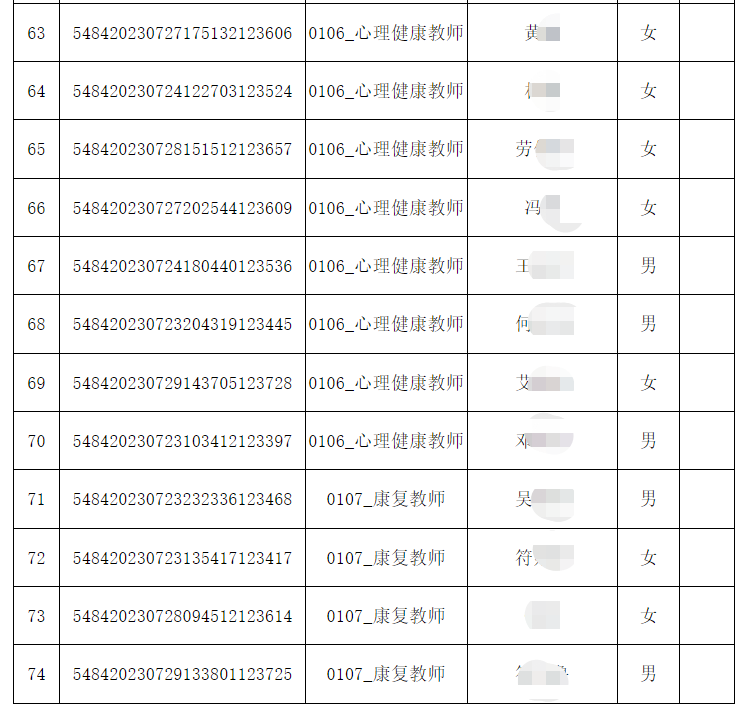 63 548420230727175132123606 0106_心理健康教师 黄 女
64 548420230724122703123524 0106_心理健康教师 女
65 548420230728151512123657 0106_心理健康教师 劳 女
66 548420230727202544123609 0106_心理健康教师 冯 女
67 548420230724180440123536 0106_心理健康教师 王 男
68 548420230723204319123445 0106_心理健康教师 何 男
69 548420230729143705123728 0106_心理健康教师 艾 女
70 548420230723103412123397 0106_心理健康教师 邓 男
71 548420230723232336123468 0107_康复教师 吴 男
72 548420230723135417123417 0107_康复教师 符 女
73 548420230728094512123614 0107_康复教师 女
74 548420230729133801123725 0107_康复教师 男